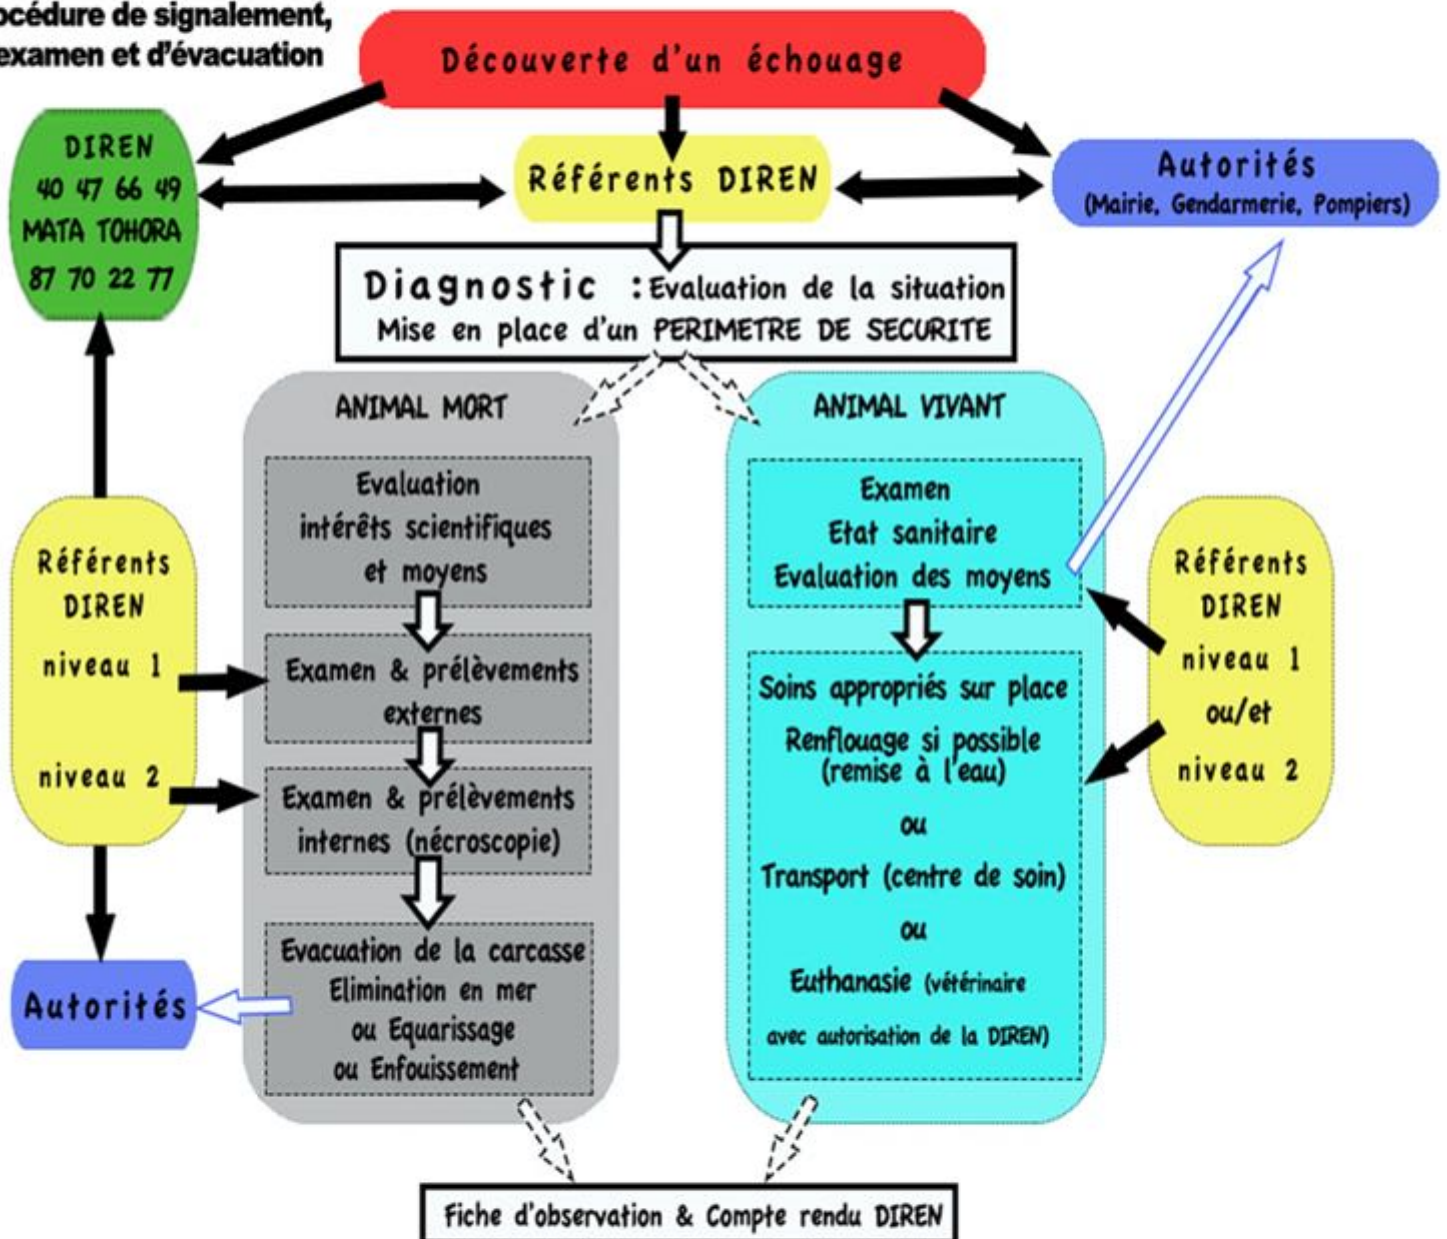 océdure de signalement,
examen et d'évacuation
Découverte d'un échouage
DIREN
40 47 66 49
MATA TOHORA
87 70 22 77
Référents DIREN
Autorités
(Mairie, Gendarmerie, Pompiers)
Diagnostic : Evaluation de la situation
Mise en place d'un PERIMETRE DE SECURITE
ANIMAL MORT
Evaluation
intérêts scientifiques
et moyens
Examen & prélèvements
externes
Examen & prélèvements
internes (nécroscopie)
Evacuation de la carcasse
Elimination en mer
ou Equarissage
ou Enfouissement
ANIMAL VIVANT
Examen
Etat sanitaire
Evaluation des moyens
Soins appropriés sur place
Renflouage si possible
(remise à l'eau)
ou
Transport (centre de soin)
ou
Euthanasie (vétérinaire
avec autorisation de la DIREN)
Référents
DIREN
niveau 1
niveau 2
Autorités
Référents
DIREN
niveau 1
ou/et
niveau 2
Fiche d'observation & Compte rendu DIREN